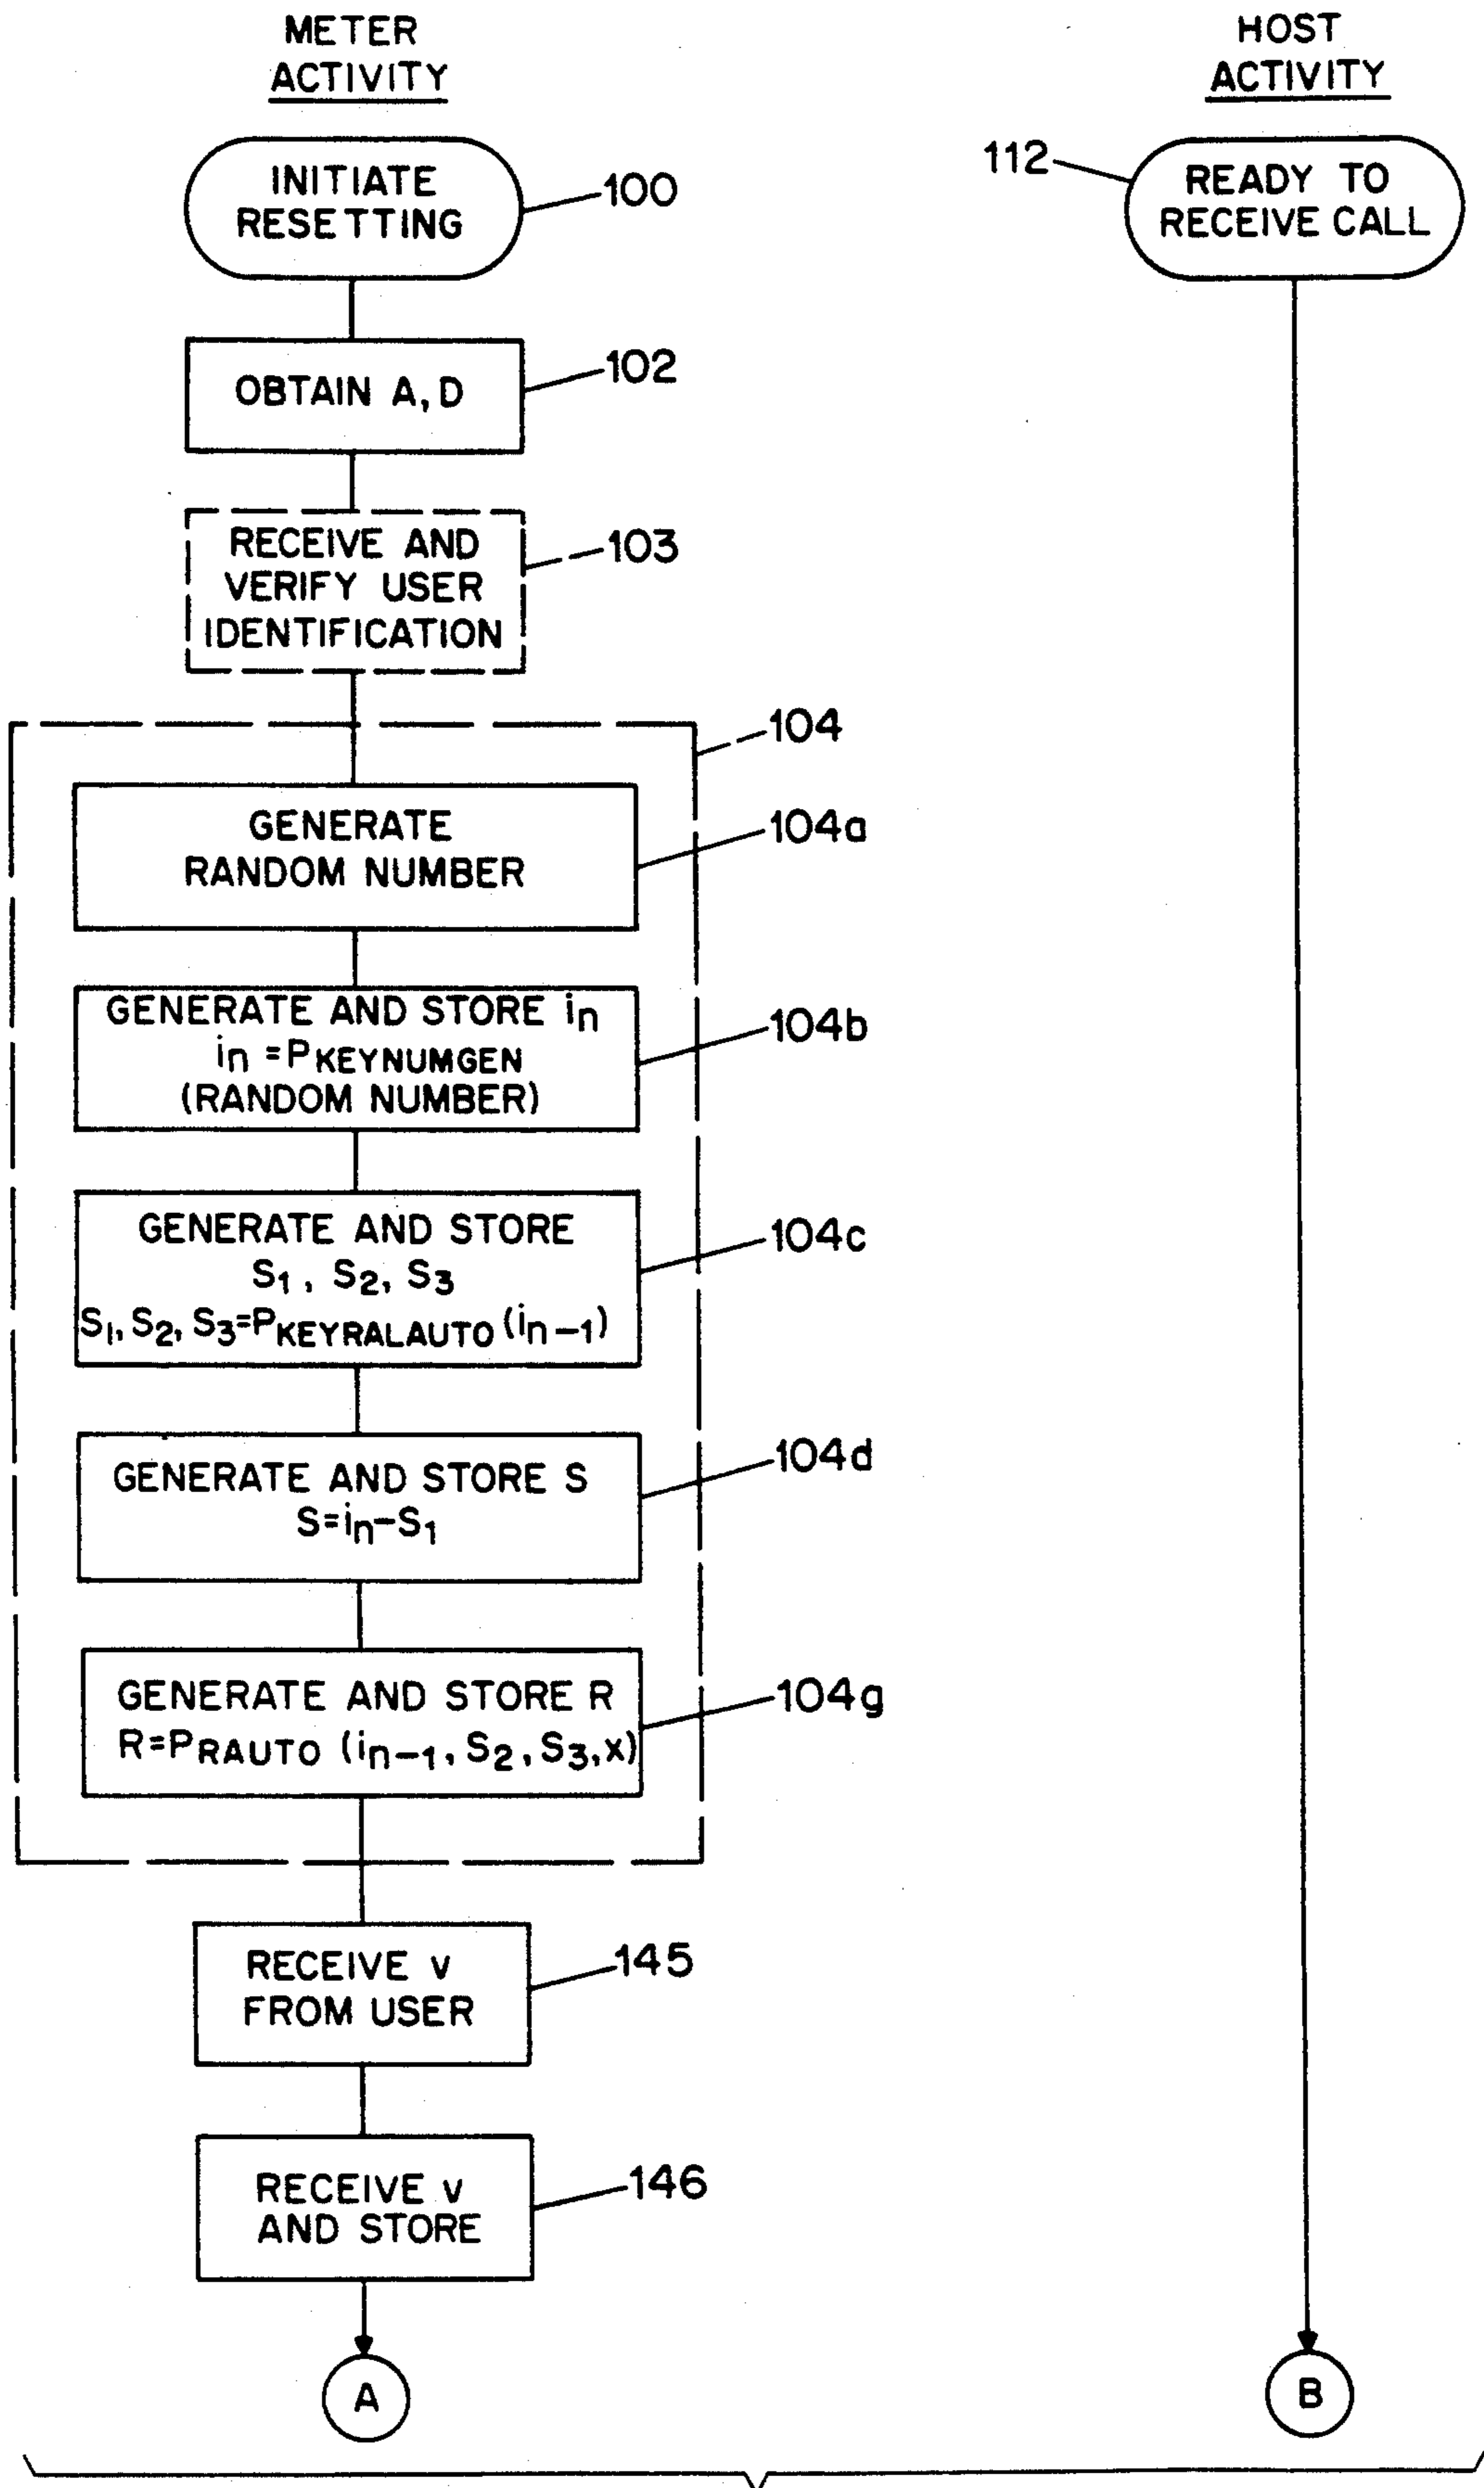 METER
ACTIVITY
INITIATE
RESETTING
100
OBTAIN A, D
102
RECEIVE AND
VERIFY USER
IDENTIFICATION
103
104
GENERATE
RANDOM NUMBER
104a
GENERATE AND STORE in
in = PKEYNUMGEN
(RANDOM NUMBER)
104b
GENERATE AND STORE
S1, S2, S3
S1, S2, S3=PKEYRALAUTO (in-1)
104c
GENERATE AND STORE S
S=in-S1
104d
GENERATE AND STORE R
R=PRAUTO (in-1, S2, S3, x)
104g
RECEIVE v
FROM USER
145
RECEIVE v
AND STORE
146
A
HOST
ACTIVITY
112
READY TO
RECEIVE CALL
B